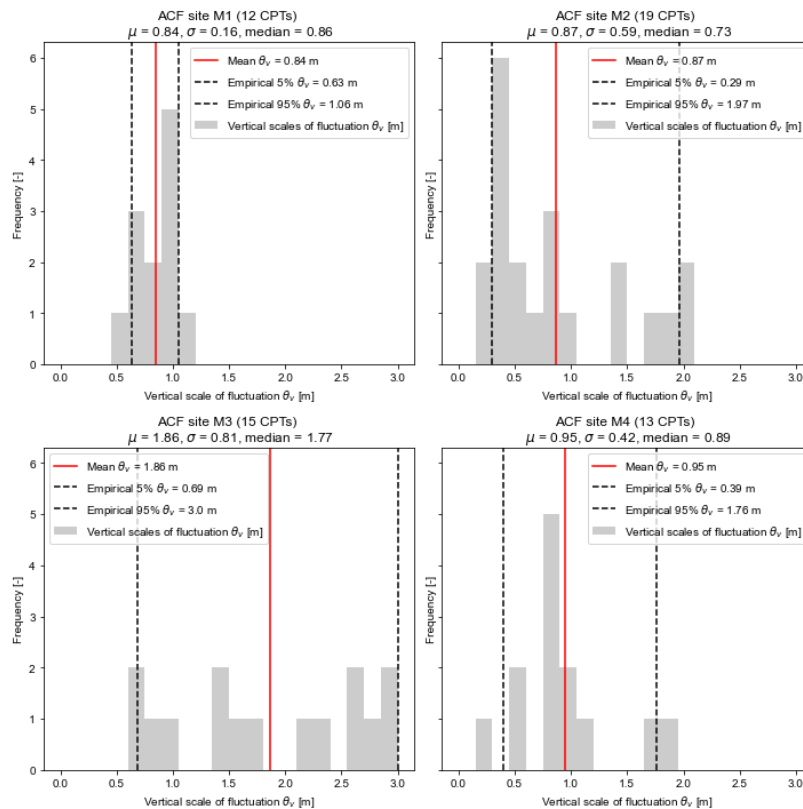 ACF site M1 (12 CPTs)
μ = 0.84, σ = 0.16, median = 0.86
Mean θv = 0.84 m
Empirical 5% θv = 0.63 m
Empirical 95% θv = 1.06 m
Vertical scales of fluctuation θv [m]
Frequency [-]
6
5
4
3
2
1
0
0.0 0.5 1.0 1.5 2.0 2.5 3.0
Vertical scale of fluctuation θv [m]
ACF site M2 (19 CPTs)
μ = 0.87, σ = 0.59, median = 0.73
Mean θv = 0.87 m
Empirical 5% θv = 0.29 m
Empirical 95% θv = 1.97 m
Vertical scales of fluctuation θv [m]
Frequency [-]
0.0 0.5 1.0 1.5 2.0 2.5 3.0
Vertical scale of fluctuation θv [m]
ACF site M3 (15 CPTs)
μ = 1.86, σ = 0.81, median = 1.77
Mean θv = 1.86 m
Empirical 5% θv = 0.69 m
Empirical 95% θv = 3.0 m
Vertical scales of fluctuation θv [m]
Frequency [-]
6
5
4
3
2
1
0
0.0 0.5 1.0 1.5 2.0 2.5 3.0
Vertical scale of fluctuation θv [m]
ACF site M4 (13 CPTs)
μ = 0.95, σ = 0.42, median = 0.89
Mean θv = 0.95 m
Empirical 5% θv = 0.39 m
Empirical 95% θv = 1.76 m
Vertical scales of fluctuation θv [m]
Frequency [-]
0.0 0.5 1.0 1.5 2.0 2.5 3.0
Vertical scale of fluctuation θv [m]